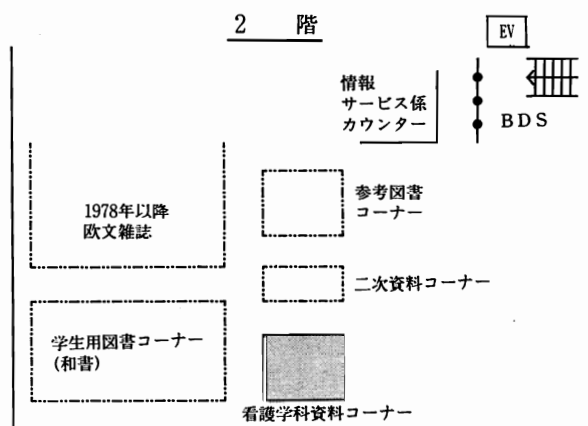 2 階
EV
情報
サービス係
カウンター
BDS
参考図書
コーナー
1978年以降
欧文雑誌
二次資料コーナー
学生用図書コーナー
(和書)
看護学科資料コーナー